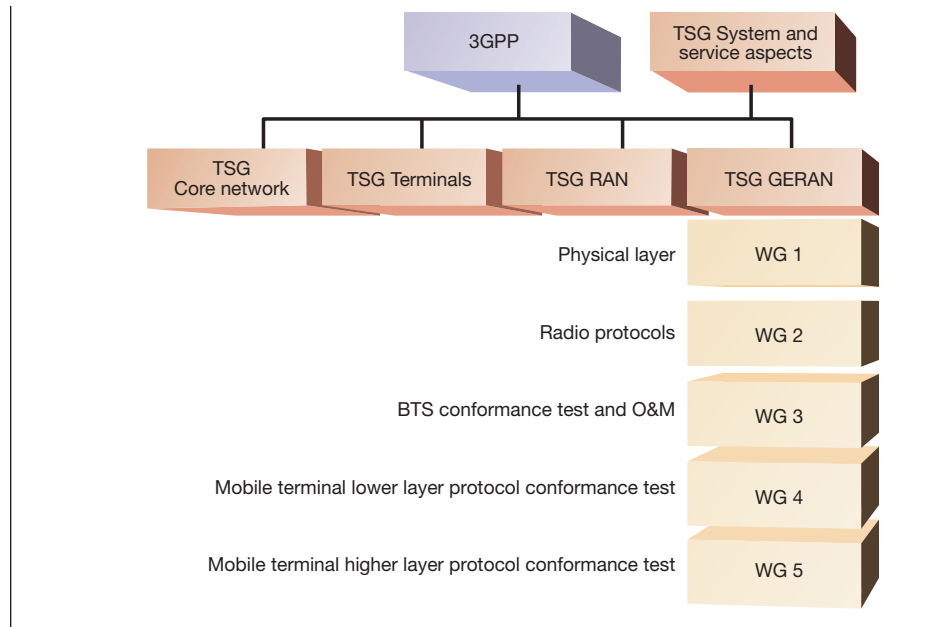 3GPP
TSG System and
service aspects
TSG
Core network
TSG Terminals
TSG RAN
TSG GERAN
Physical layer
WG 1
Radio protocols
WG 2
BTS conformance test and O&M
WG 3
Mobile terminal lower layer protocol conformance test
WG 4
Mobile terminal higher layer protocol conformance test
WG 5